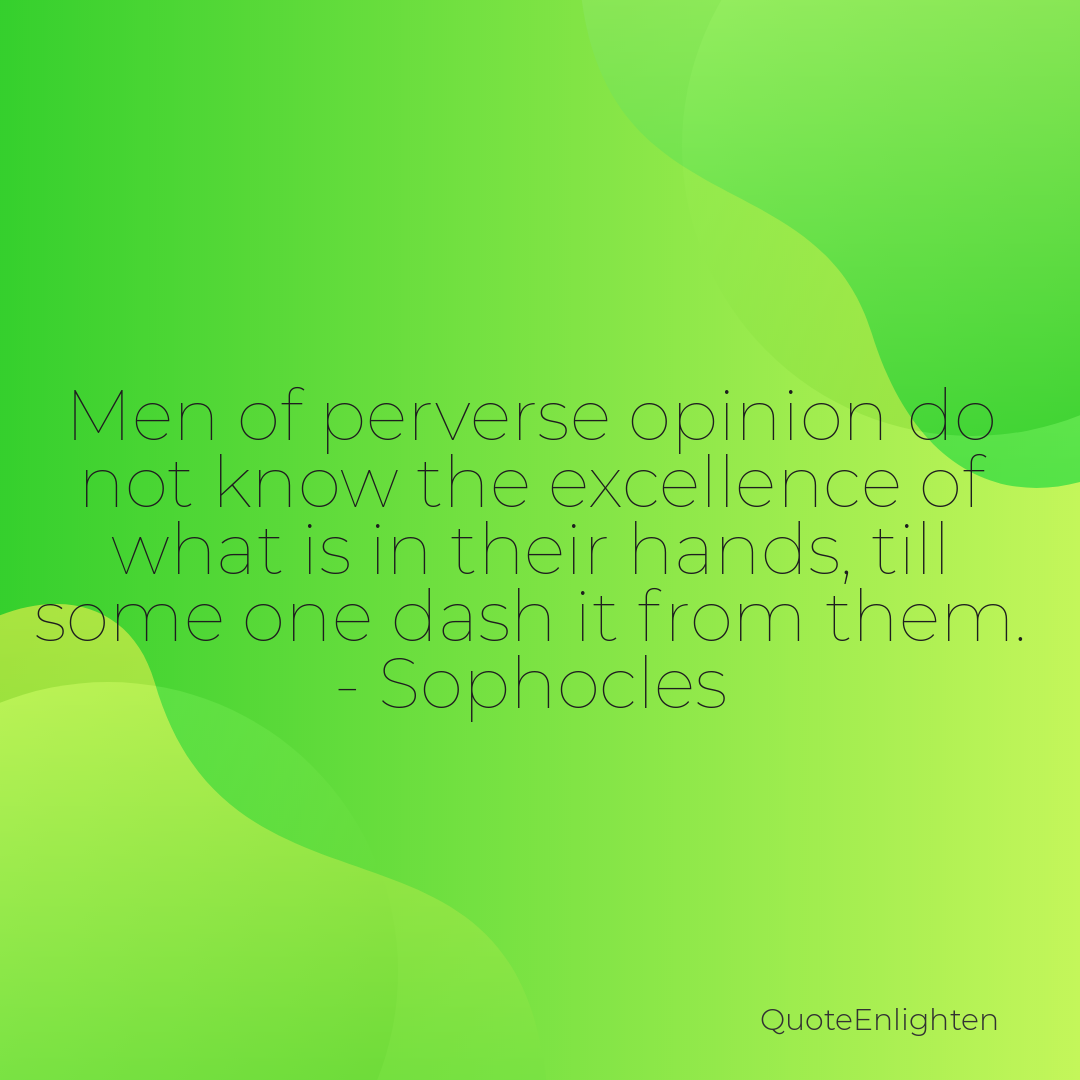 Men of perverse opinion do
not know the excellence of
what is in their hands, till
some one dash it from them.
- Sophocles
QuoteEnlighten